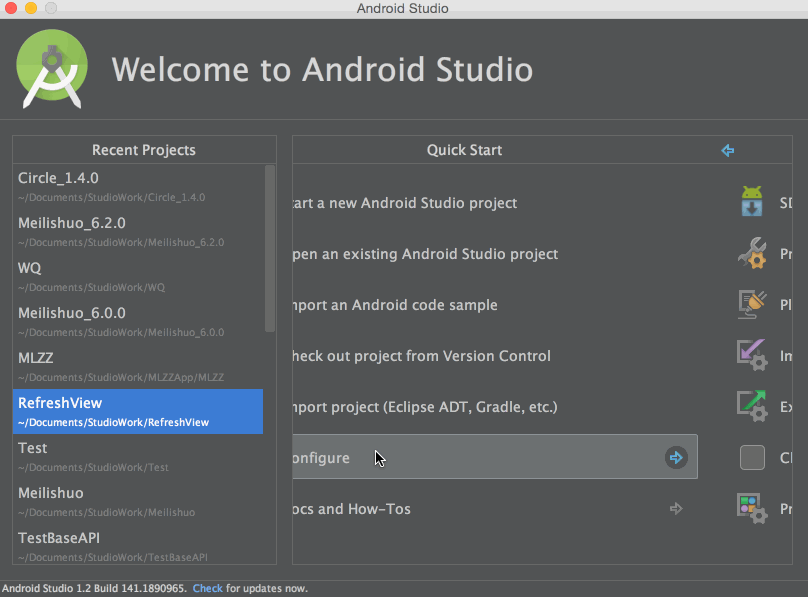 Android Studio
Welcome to Android Studio
Recent Projects
Circle_1.4.0
~/Documents/StudioWork/Circle_1.4.0
Meilishuo_6.2.0
~/Documents/StudioWork/Meilishuo_6.2.0
WQ
~/Documents/StudioWork/WQ
Meilishuo_6.0.0
~/Documents/StudioWork/Meilishuo_6.0.0
MLZZ
~/Documents/StudioWork/MLZZApp/MLZZ
RefreshView
~/Documents/StudioWork/RefreshView
Test
~/Documents/StudioWork/Test
Meilishuo
~/Documents/StudioWork/Meilishuo
TestBaseAPI
~/Documents/StudioWork/TestBaseAPI
Quick Start
tart a new Android Studio project
pen an existing Android Studio project
mport an Android code sample
heck out project from Version Control
mport project (Eclipse ADT, Gradle, etc.)
onfigure
ocs and How-Tos
SD
Pr
Pl
Im
Ex
Cl
Pr
Android Studio 1.2 Build 141.1890965. Check for updates now.